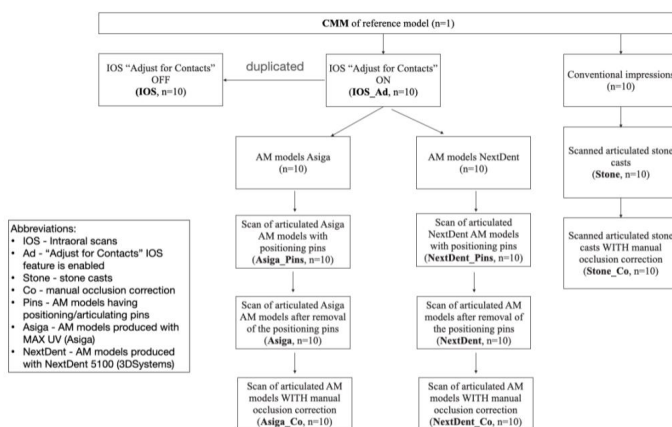 CMM of reference model (n=1)
IOS “Adjust for Contacts”
OFF
(IOS, n=10)
duplicated
IOS “Adjust for Contacts”
ON
(IOS_Ad, n=10)
Conventional impressions
(n=10)
AM models Asiga
(n=10)
AM models NextDent
(n=10)
Scanned articulated stone
casts
(Stone, n=10)
Scan of articulated Asiga
AM models with
positioning pins
(Asiga_Pins, n=10)
Scan of articulated
NextDent AM models
with positioning pins
(NextDent_Pins, n=10)
Scanned articulated stone
casts WITH manual
occlusion correction
(Stone_Co, n=10)
Scan of articulated Asiga
AM models after removal
of the positioning pins
(Asiga, n=10)
Scan of articulated AM
models after removal of
the positioning pins
(NextDent, n=10)
Scan of articulated AM
models WITH manual
occlusion correction
(Asiga_Co, n=10)
Scan of articulated AM
models WITH manual
occlusion correction
(NextDent_Co, n=10)
Abbreviations:
• IOS - Intraoral scans
• Ad - "Adjust for Contacts" IOS
feature is enabled
• Stone - stone casts
• Co - manual occlusion correction
• Pins - AM models having
positioning/articulating pins
• Asiga - AM models produced with
MAX UV (Asiga)
• NextDent - AM models produced
with NextDent 5100 (3DSystems)